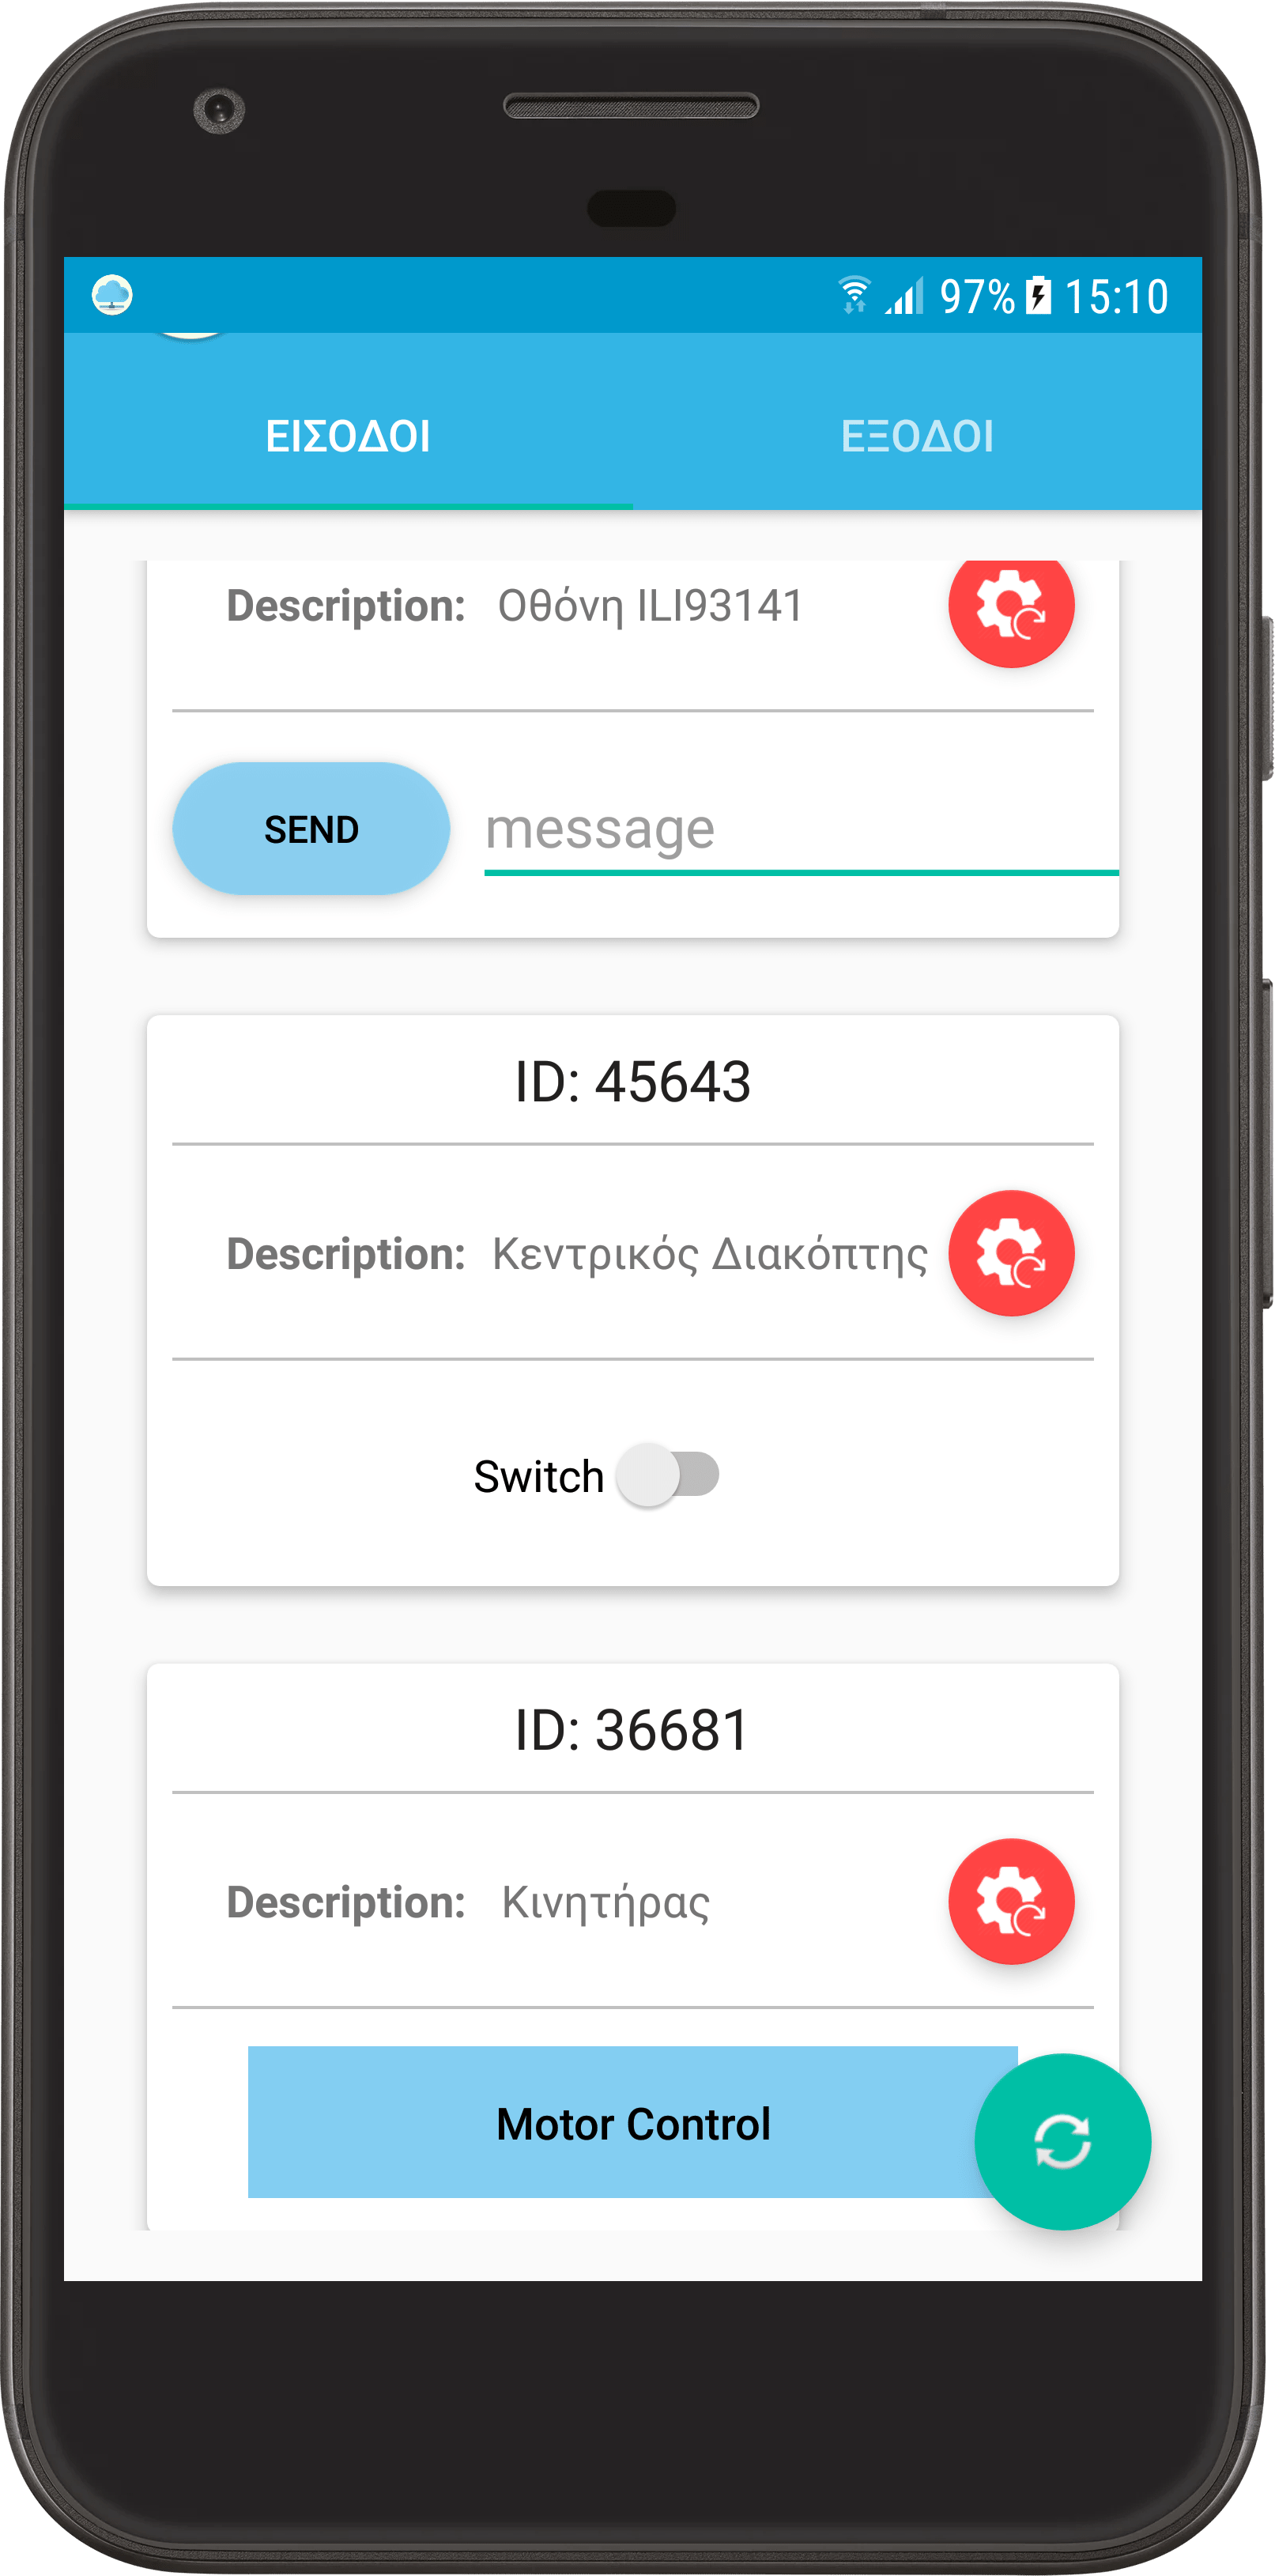 97% 15:10
ΕΙΣΟΔΟΙ ΕΞΟΔΟΙ
Description: Οθόνη ILI93141
SEND message
ID: 45643
Description: Κεντρικός Διακόπτης
Switch
ID: 36681
Description: Κινητήρας
Motor Control